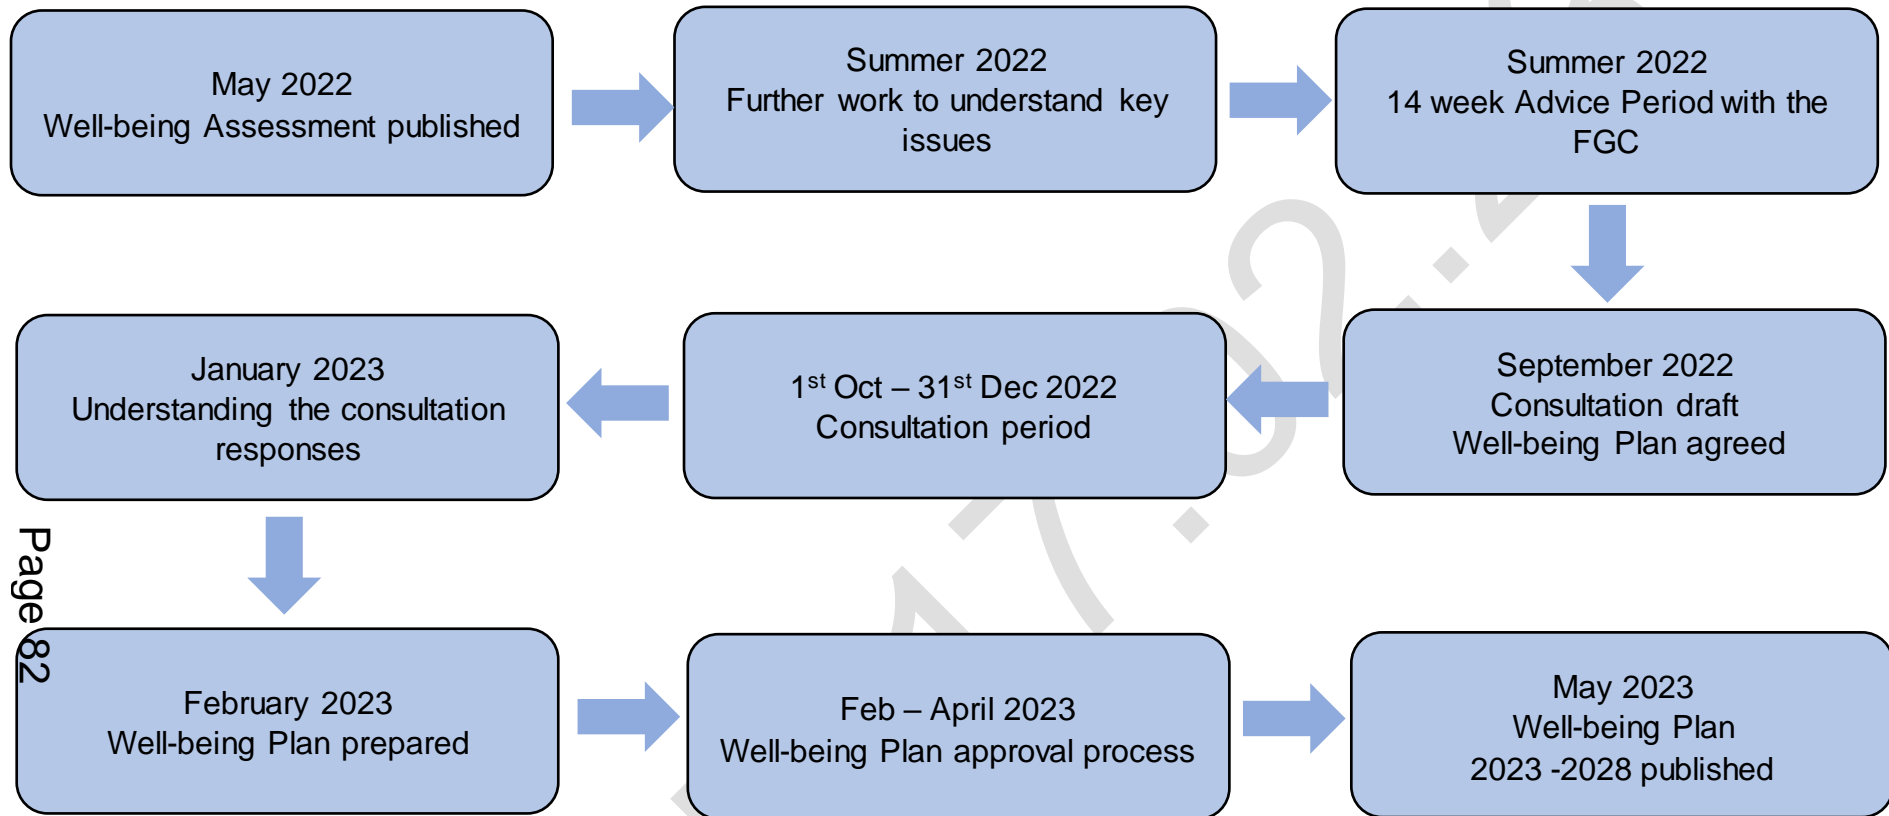 May 2022
Well-being Assessment published
Summer 2022
Further work to understand key
issues
Summer 2022
14 week Advice Period with the
FGC
September 2022
Consultation draft
Well-being Plan agreed
1st Oct – 31st Dec 2022
Consultation period
January 2023
Understanding the consultation
responses
February 2023
Well-being Plan prepared
Feb – April 2023
Well-being Plan approval process
May 2023
Well-being Plan
2023 -2028 published
Page 82